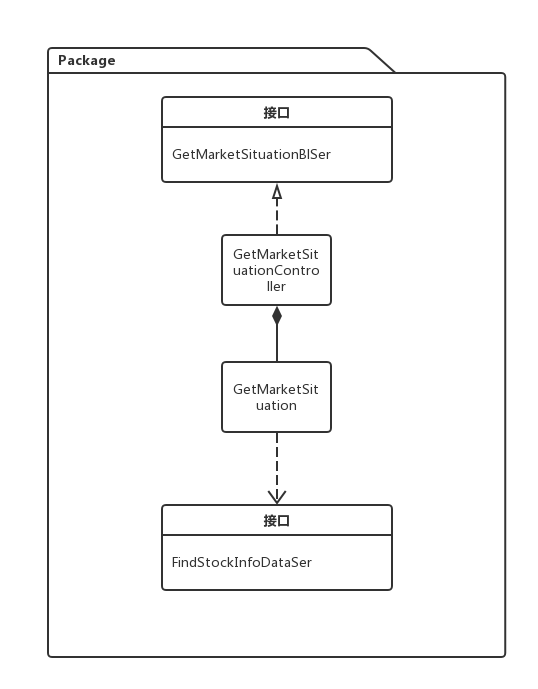 Package
接口
GetMarketSituationBlSer
GetMarketSit
uationContro
ller
GetMarketSit
uation
接口
FindStockInfoDataSer